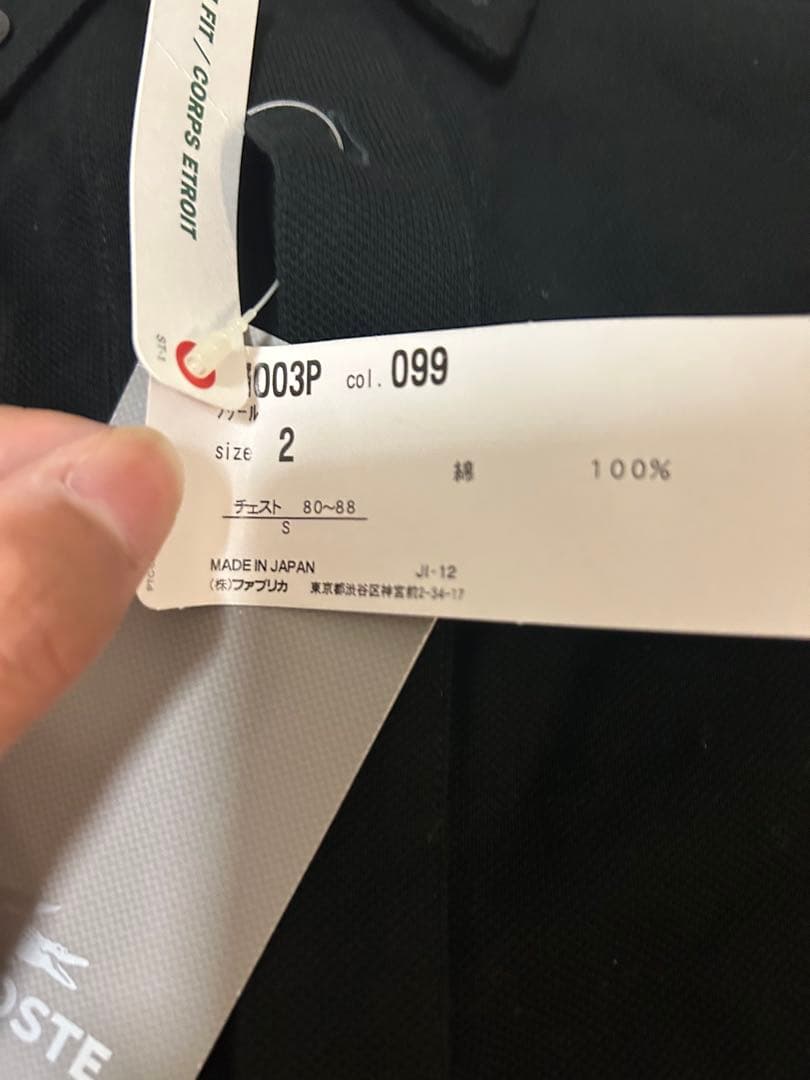 FIT / CORPS ETROIT
ST-1
003P col. 099
size 2
綿 100%
チェスト 80~88
S
MADE IN JAPAN JI-12
(株)ファブリカ 東京都渋谷区神宮前2-34-17
OSTE